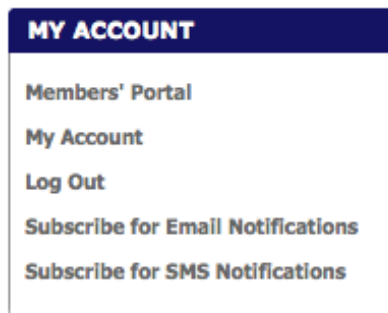 MY ACCOUNT
Members' Portal
My Account
Log Out
Subscribe for Email Notifications
Subscribe for SMS Notifications